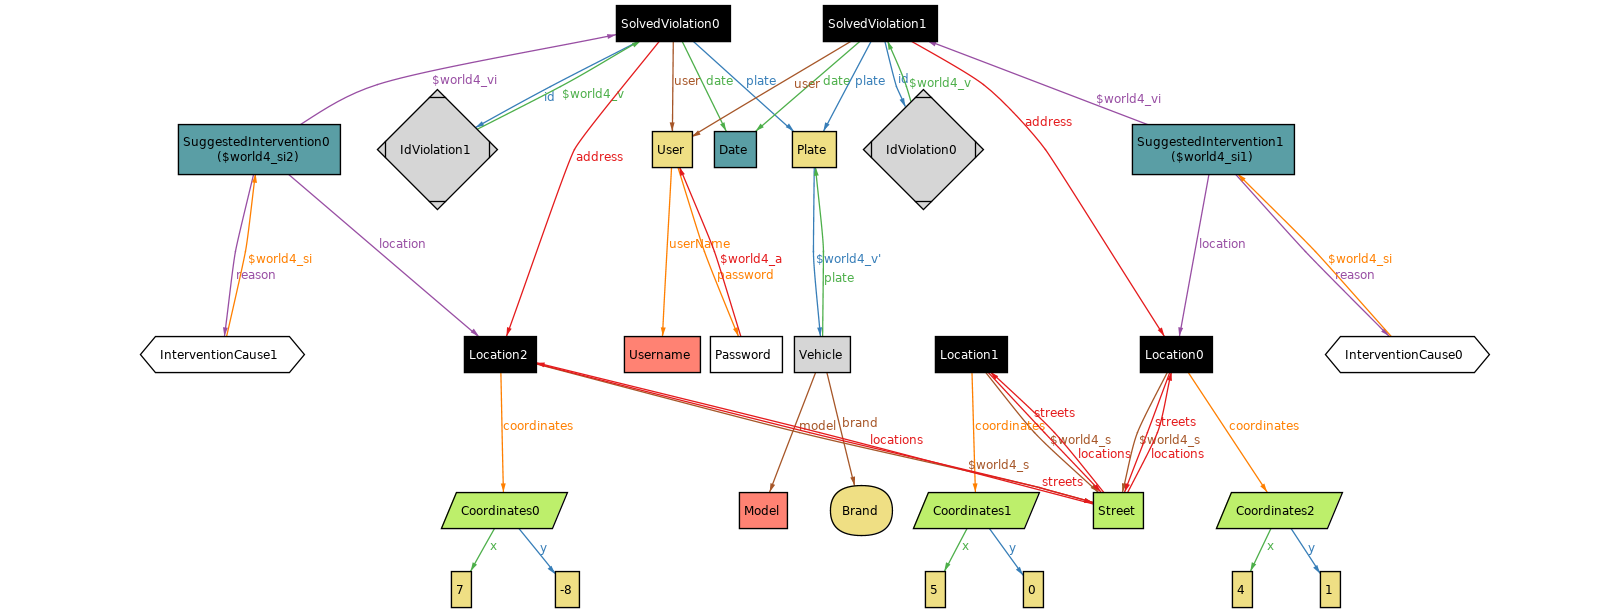 SolvedViolation0
SolvedViolation1
$world4_vi
id
$world4_v
user
date
plate
user
date
plate
id
$world4_v
$world4_vi
address
SuggestedIntervention0
($world4_si2)
IdViolation1
User
Date
Plate
IdViolation0
SuggestedIntervention1
($world4_si1)
address
location
userName
$world4_a
password
$world4_v'
plate
location
$world4_si
reason
$world4_si
reason
InterventionCause1
Location2
Username
Password
Vehicle
Location1
Location0
InterventionCause0
coordinates
model
brand
locations
$world4_s
streets
coordinates
streets
$world4_s
locations
streets
$world4_s
locations
coordinates
Coordinates0
Model
Brand
Coordinates1
Street
Coordinates2
x
y
x
y
x
y
7
-8
5
0
4
1